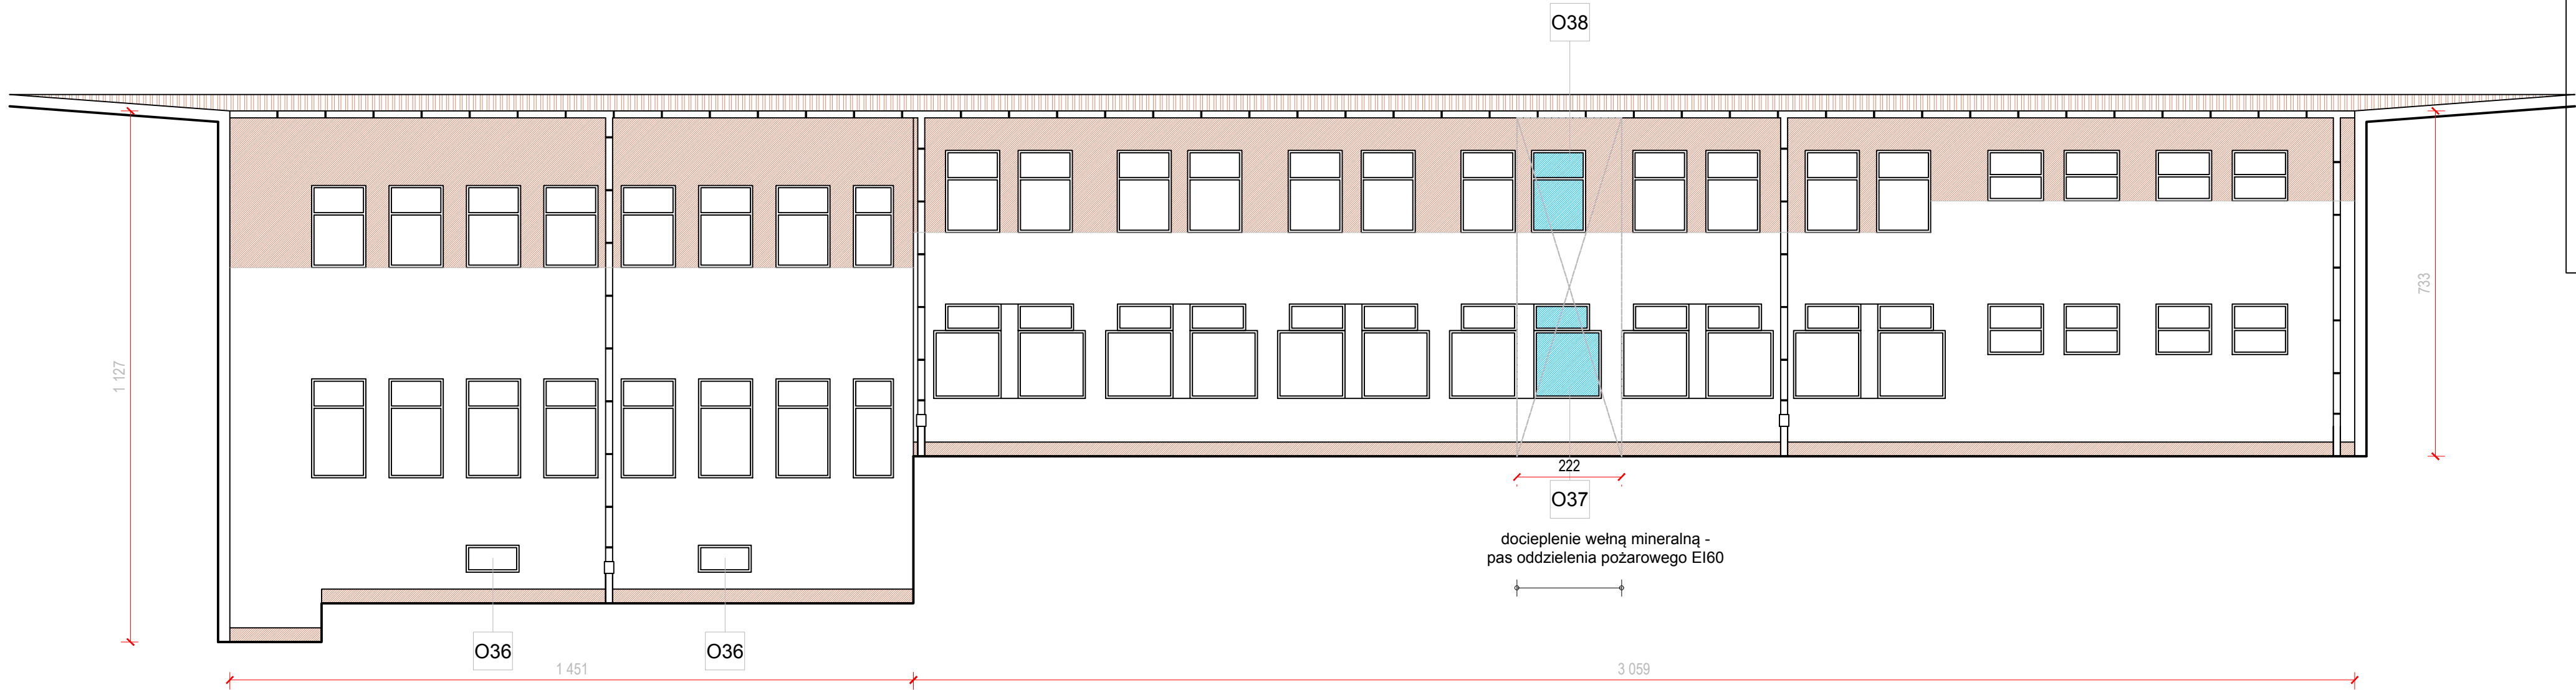 O38
1 127
733
222
O37
docieplenie wełną mineralną -
pas oddzielenia pożarowego EI60
O36
O36
1 451
3 059